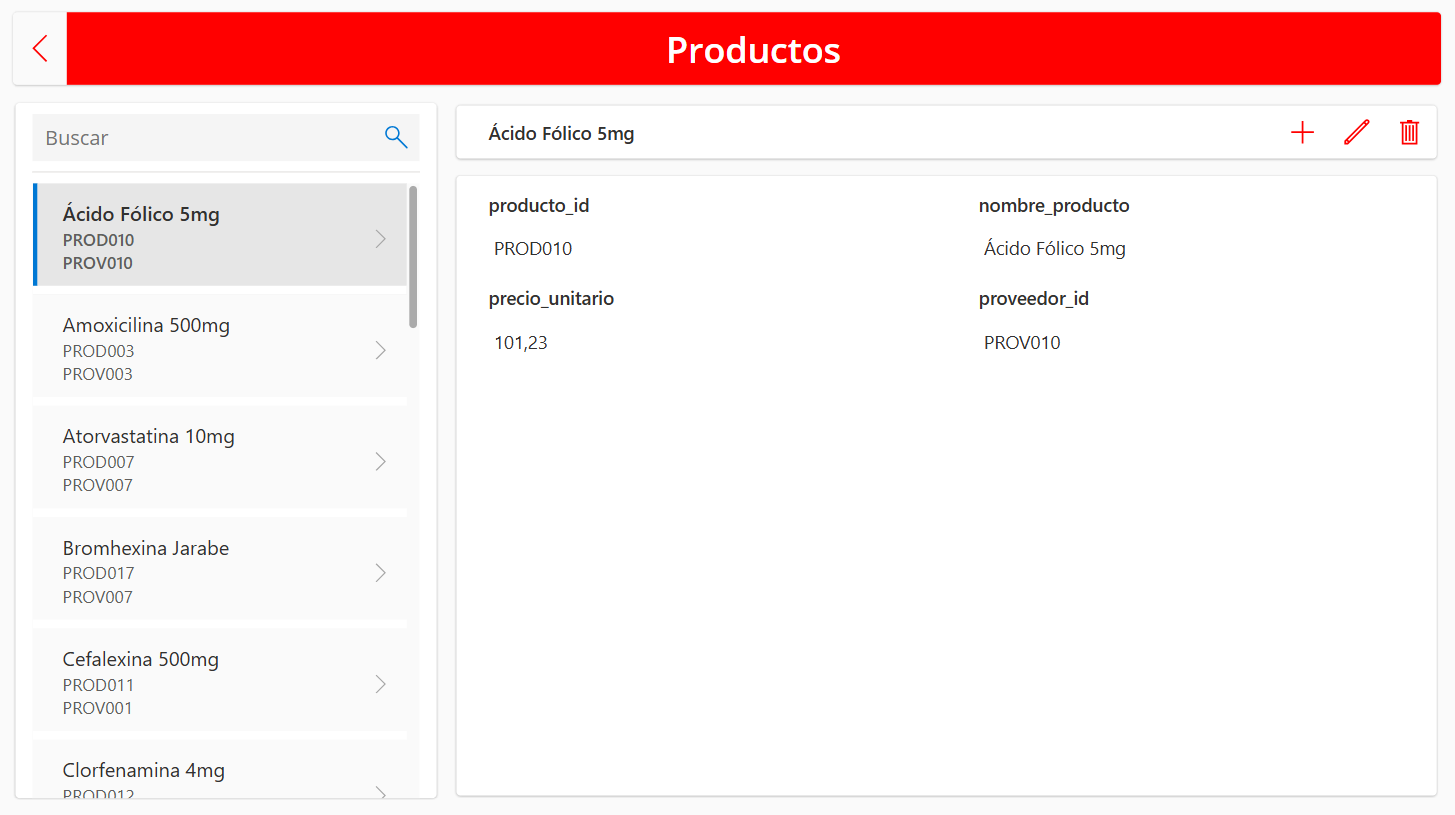 Productos
Buscar
Ácido Fólico 5mg
PROD010
PROV010
Amoxicilina 500mg
PROD003
PROV003
Atorvastatina 10mg
PROD007
PROV007
Bromhexina Jarabe
PROD017
PROV007
Cefalexina 500mg
PROD011
PROV001
Clorfenamina 4mg
PROD012
Ácido Fólico 5mg
producto_id
PROD010
nombre_producto
Ácido Fólico 5mg
precio_unitario
101,23
proveedor_id
PROV010